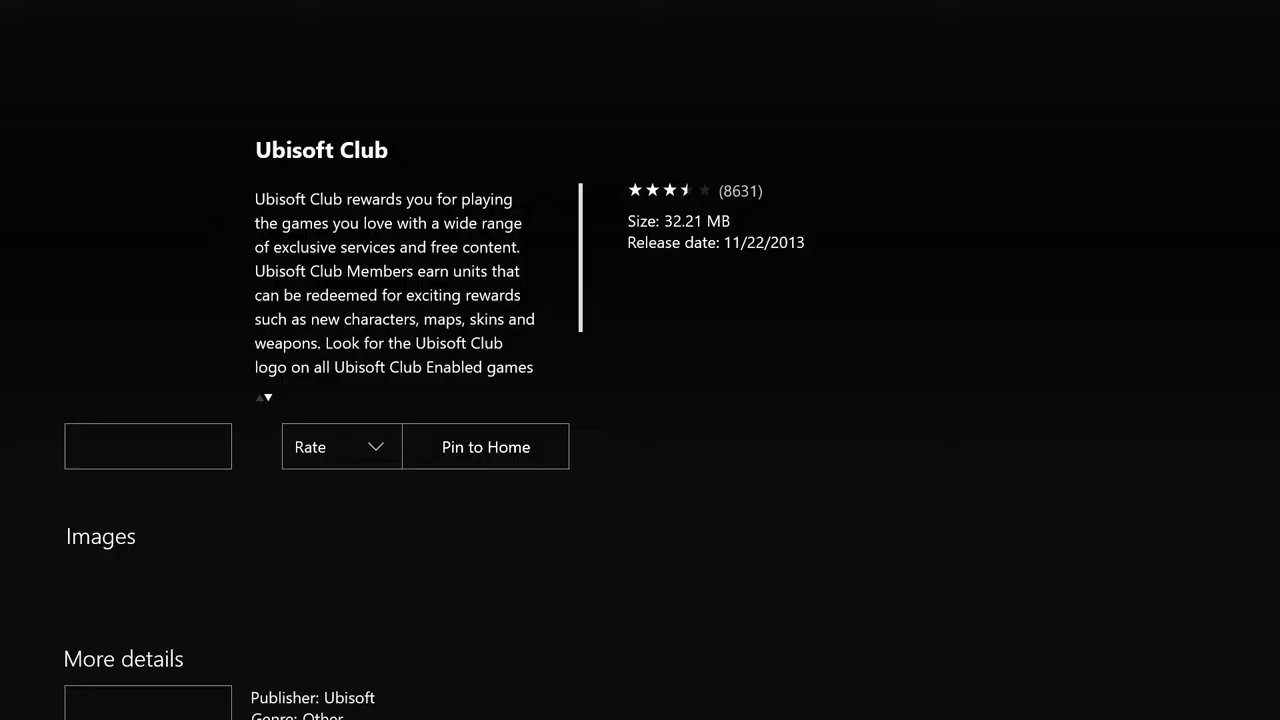 Ubisoft Club
Ubisoft Club rewards you for playing
the games you love with a wide range
of exclusive services and free content.
Ubisoft Club Members earn units that
can be redeemed for exciting rewards
such as new characters, maps, skins and
weapons. Look for the Ubisoft Club
logo on all Ubisoft Club Enabled games
(8631)
Size: 32.21 MB
Release date: 11/22/2013
Rate
Pin to Home
Images
More details
Publisher: Ubisoft
Genre: Other